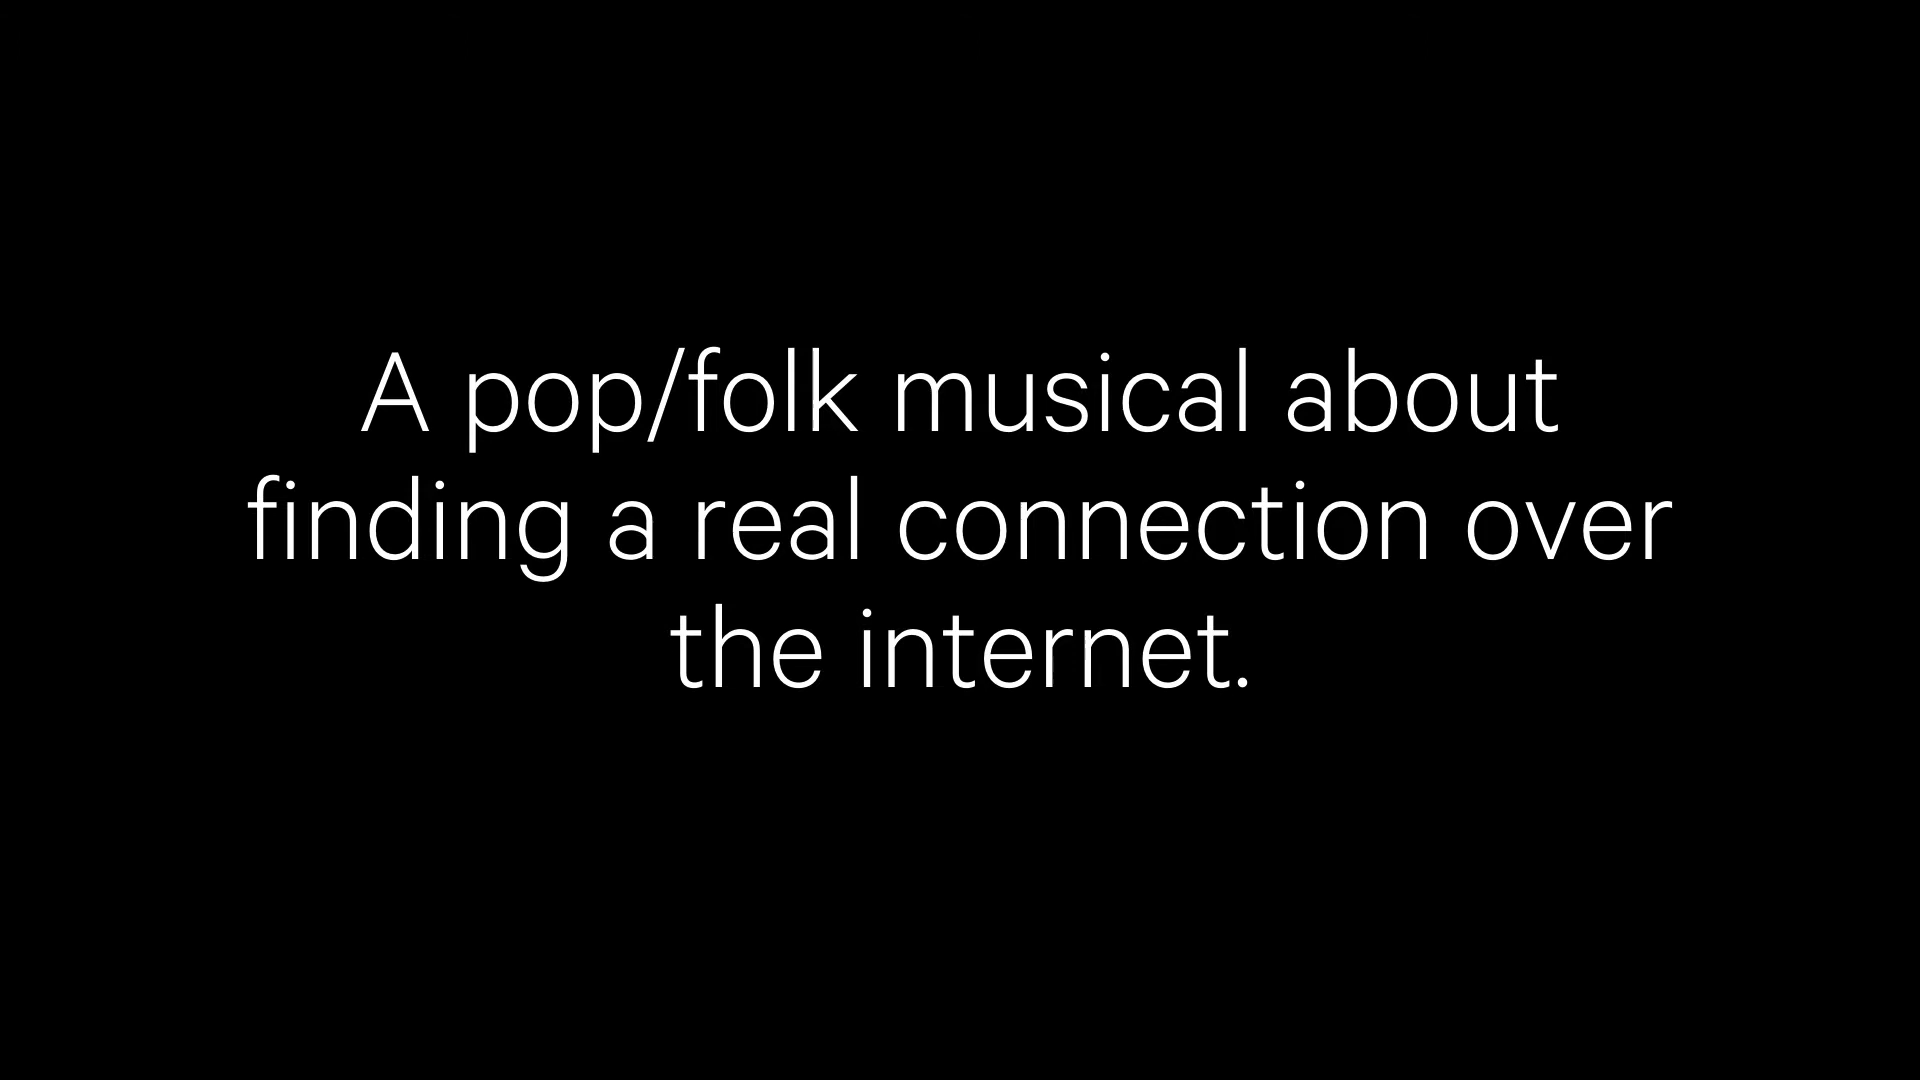 A pop/folk musical about
finding a real connection over
the internet.